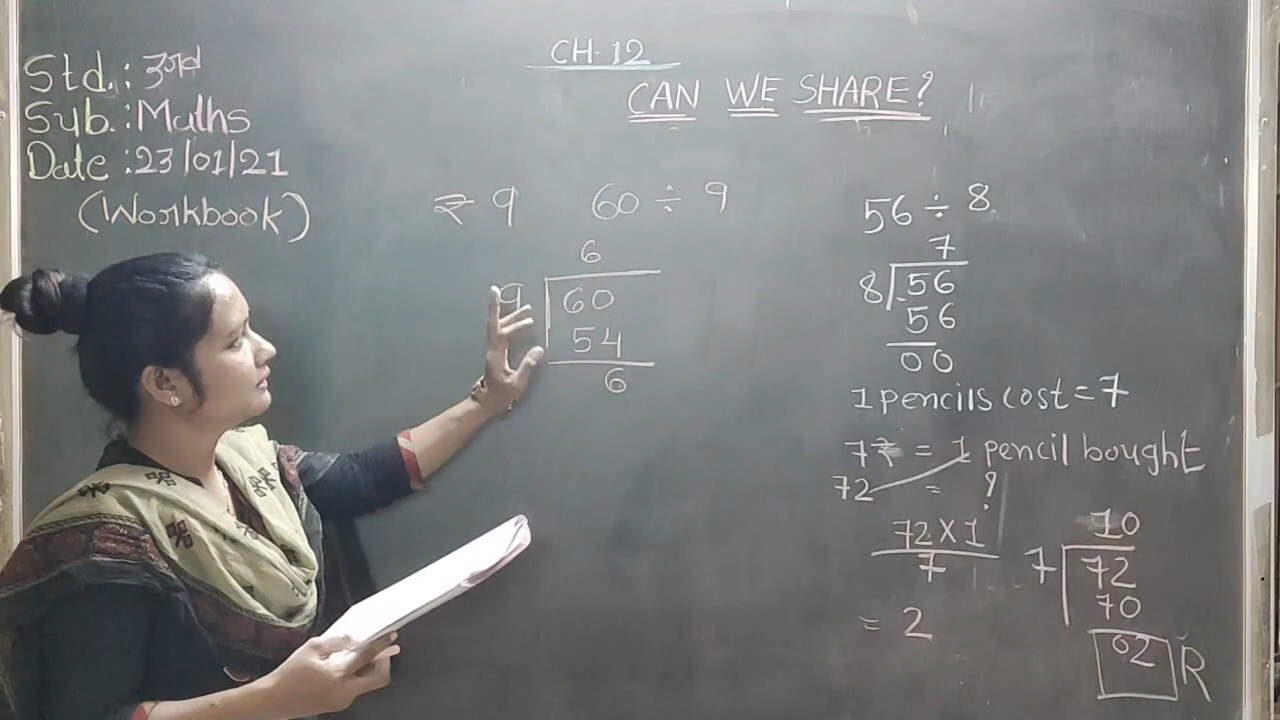 Std.: 3rd
Sub.: Maths
Date : 23/01/21
(Workbook)
CH. 12
CAN WE SHARE?
₹ 9 60 ÷ 9
6
9 60
54
6
56 ÷ 8
7
8 56
56
00
1 pencils cost = 7
7₹ = 1 pencil bought
72 = ?
72 X 1
7
= 2
10
7 72
70
02 R